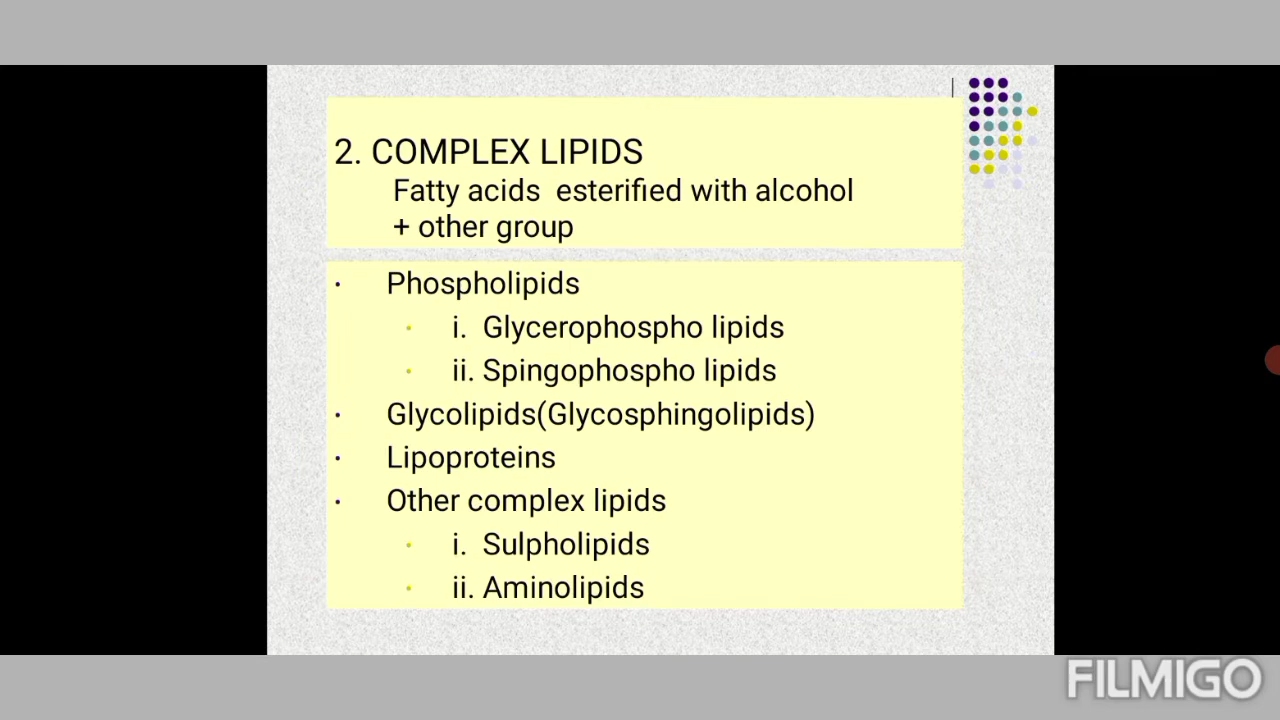 2. COMPLEX LIPIDS
Fatty acids esterified with alcohol
+ other group
· Phospholipids
· i. Glycerophospho lipids
· ii. Spingophospho lipids
· Glycolipids(Glycosphingolipids)
· Lipoproteins
· Other complex lipids
· i. Sulpholipids
· ii. Aminolipids
FILMIGO